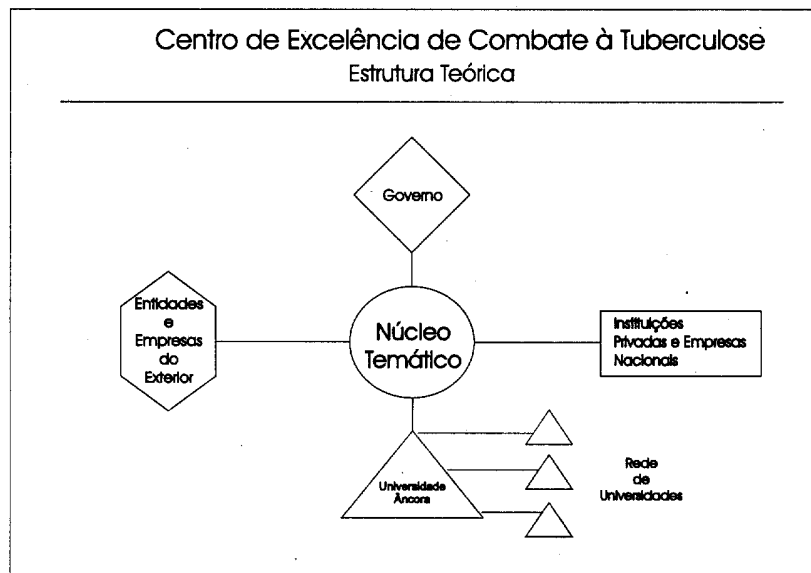 Centro de Excelência de Combate à Tuberculose
Estrutura Teórica
Governo
Entidades
e
Empresas
do
Exterior
Núcleo
Temático
Instituições
Privadas e Empresas
Nacionais
Universidade
Âncora
Rede
de
Universidades